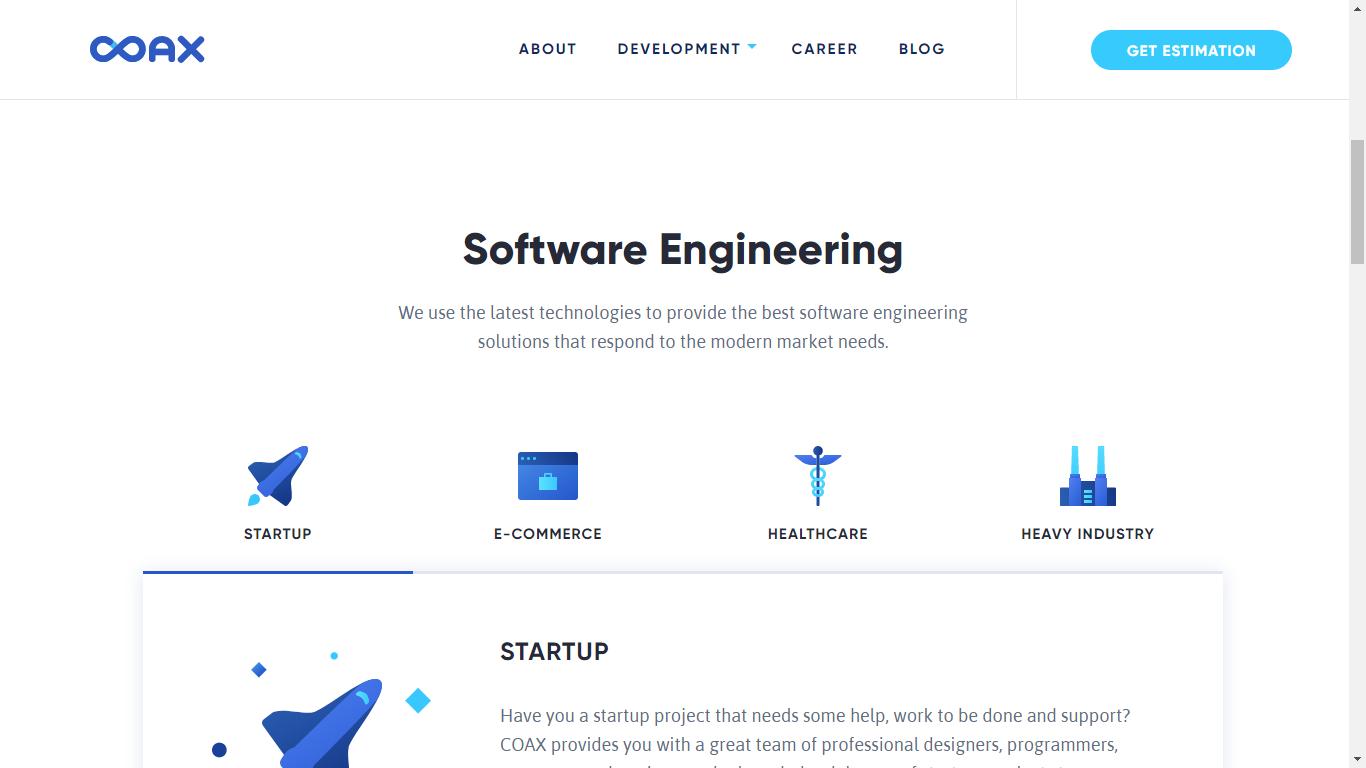 COAX
ABOUT
DEVELOPMENT
CAREER
BLOG
GET ESTIMATION
Software Engineering
We use the latest technologies to provide the best software engineering
solutions that respond to the modern market needs.
STARTUP
E-COMMERCE
HEALTHCARE
HEAVY INDUSTRY
STARTUP
Have you a startup project that needs some help, work to be done and support?
COAX provides you with a great team of professional designers, programmers,